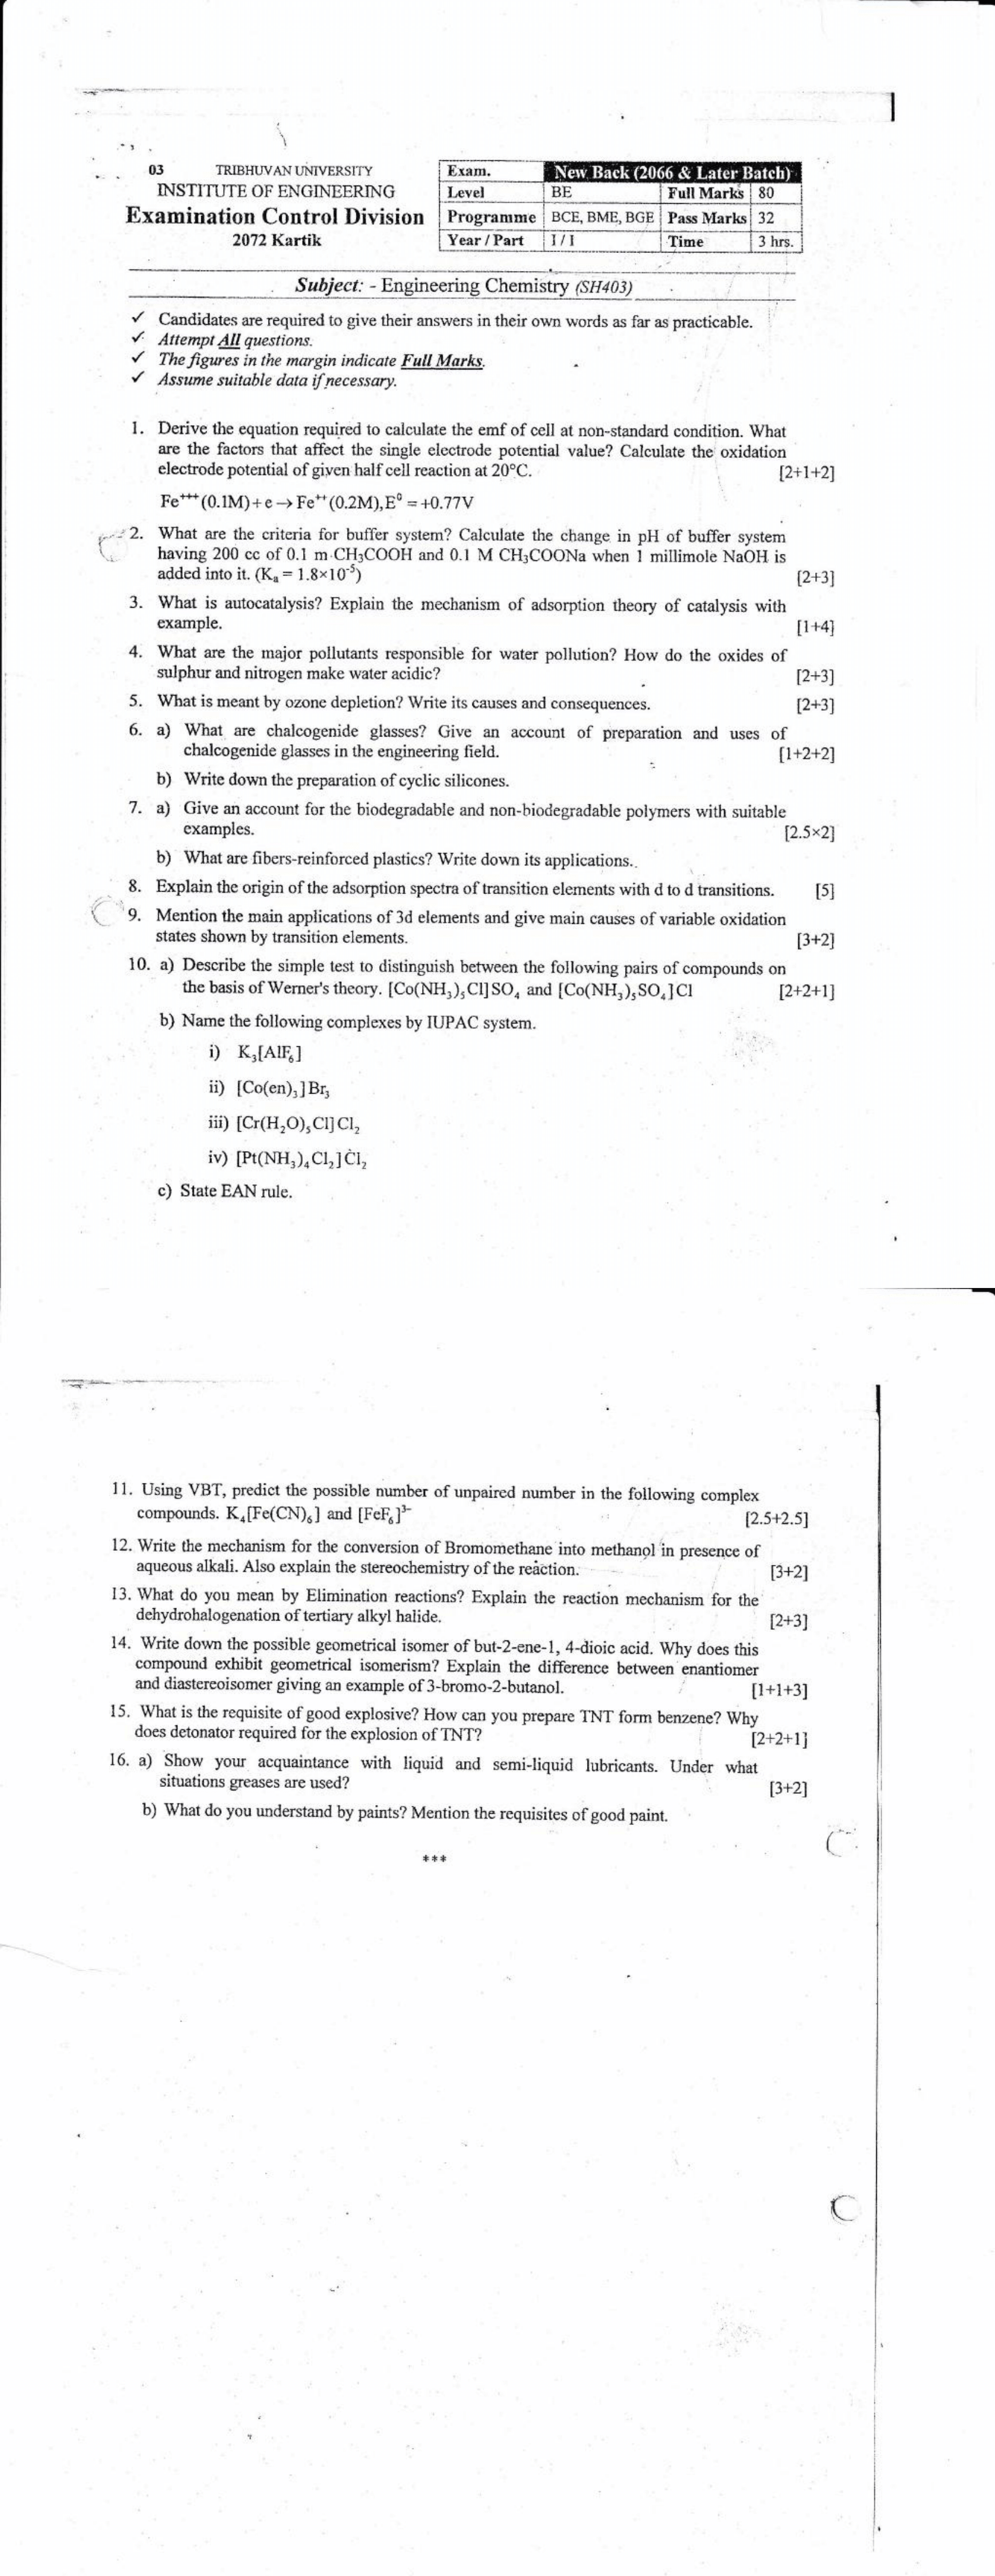 03 TRIBHUVAN UNIVERSITY
INSTITUTE OF ENGINEERING
Examination Control Division
2072 Kartik
Exam. New Back (2066 & Later Batch)
Level BE Full Marks 80
Programme BCE, BME, BGE Pass Marks 32
Year / Part I / I Time 3 hrs.
Subject: - Engineering Chemistry (SH403)
✓ Candidates are required to give their answers in their own words as far as practicable.
✓ Attempt All questions.
✓ The figures in the margin indicate Full Marks.
✓ Assume suitable data if necessary.
1. Derive the equation required to calculate the emf of cell at non-standard condition. What
are the factors that affect the single electrode potential value? Calculate the oxidation
electrode potential of given half cell reaction at 20°C. [2+1+2]
Fe⁺⁺⁺(0.1M)+e→Fe⁺⁺(0.2M),E⁰ =+0.77V
2. What are the criteria for buffer system? Calculate the change in pH of buffer system
having 200 cc of 0.1 m CH₃COOH and 0.1 M CH₃COONa when 1 millimole NaOH is
added into it. (Kₐ = 1.8×10⁻⁵) [2+3]
3. What is autocatalysis? Explain the mechanism of adsorption theory of catalysis with
example. [1+4]
4. What are the major pollutants responsible for water pollution? How do the oxides of
sulphur and nitrogen make water acidic? [2+3]
5. What is meant by ozone depletion? Write its causes and consequences. [2+3]
6. a) What are chalcogenide glasses? Give an account of preparation and uses of
chalcogenide glasses in the engineering field. [1+2+2]
b) Write down the preparation of cyclic silicones.
7. a) Give an account for the biodegradable and non-biodegradable polymers with suitable
examples. [2.5×2]
b) What are fibers-reinforced plastics? Write down its applications..
8. Explain the origin of the adsorption spectra of transition elements with d to d transitions. [5]
9. Mention the main applications of 3d elements and give main causes of variable oxidation
states shown by transition elements. [3+2]
10. a) Describe the simple test to distinguish between the following pairs of compounds on
the basis of Werner's theory. [Co(NH₃)₅Cl]SO₄ and [Co(NH₃)₅SO₄]Cl [2+2+1]
b) Name the following complexes by IUPAC system.
i) K₃[AlF₆]
ii) [Co(en)₃]Br₃
iii) [Cr(H₂O)₅Cl]Cl₂
iv) [Pt(NH₃)₄Cl₂]Cl₂
c) State EAN rule.
11. Using VBT, predict the possible number of unpaired number in the following complex
compounds. K₄[Fe(CN)₆] and [FeF₆]³⁻ [2.5+2.5]
12. Write the mechanism for the conversion of Bromomethane into methanol in presence of
aqueous alkali. Also explain the stereochemistry of the reaction. [3+2]
13. What do you mean by Elimination reactions? Explain the reaction mechanism for the
dehydrohalogenation of tertiary alkyl halide. [2+3]
14. Write down the possible geometrical isomer of but-2-ene-1, 4-dioic acid. Why does this
compound exhibit geometrical isomerism? Explain the difference between enantiomer
and diastereoisomer giving an example of 3-bromo-2-butanol. [1+1+3]
15. What is the requisite of good explosive? How can you prepare TNT form benzene? Why
does detonator required for the explosion of TNT? [2+2+1]
16. a) Show your acquaintance with liquid and semi-liquid lubricants. Under what
situations greases are used? [3+2]
b) What do you understand by paints? Mention the requisites of good paint.
***